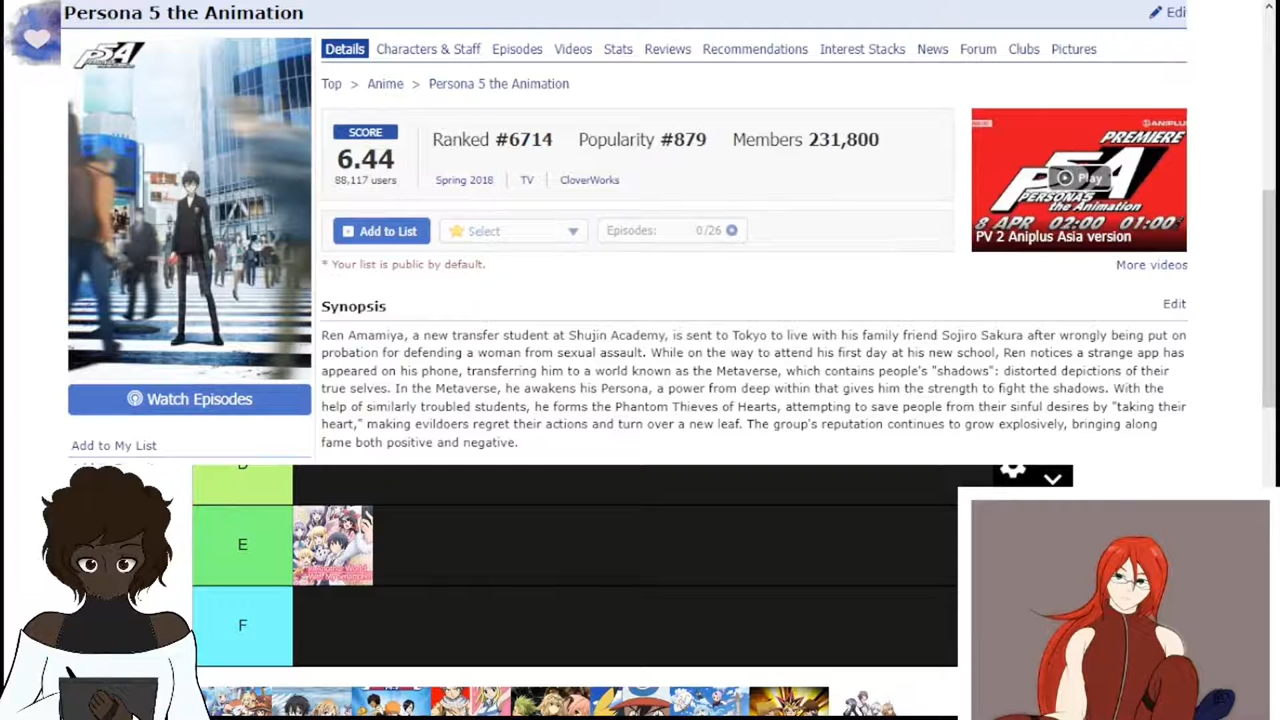 Persona 5 the Animation
Edi
Details Characters & Staff Episodes Videos Stats Reviews Recommendations Interest Stacks News Forum Clubs Pictures
Top > Anime > Persona 5 the Animation
SCORE
6.44
88,117 users
Ranked #6714 Popularity #879 Members 231,800
Spring 2018 | TV | CloverWorks
Add to List
Select
Episodes: 0/26
* Your list is public by default.
P5A
ANIPLUS
PREMIERE
P5A
Play
PERSONA5
the Animation
8 APR 02:00 01:00
PV 2 Aniplus Asia version
More videos
Synopsis
Edit
Ren Amamiya, a new transfer student at Shujin Academy, is sent to Tokyo to live with his family friend Sojiro Sakura after wrongly being put on
probation for defending a woman from sexual assault. While on the way to attend his first day at his new school, Ren notices a strange app has
appeared on his phone, transferring him to a world known as the Metaverse, which contains people's "shadows": distorted depictions of their
true selves. In the Metaverse, he awakens his Persona, a power from deep within that gives him the strength to fight the shadows. With the
help of similarly troubled students, he forms the Phantom Thieves of Hearts, attempting to save people from their sinful desires by "taking their
heart," making evildoers regret their actions and turn over a new leaf. The group's reputation continues to grow explosively, bringing along
fame both positive and negative.
Watch Episodes
Add to My List
D
E
F